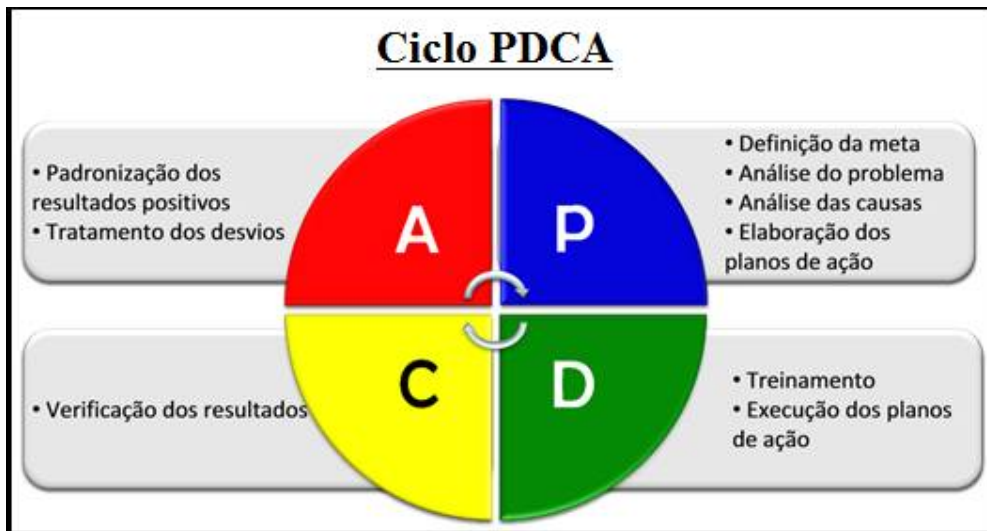 Ciclo PDCA
• Padronização dos
resultados positivos
• Tratamento dos desvios
A
P
• Definição da meta
• Análise do problema
• Análise das causas
• Elaboração dos
planos de ação
• Verificação dos resultados
C
D
• Treinamento
• Execução dos planos
de ação